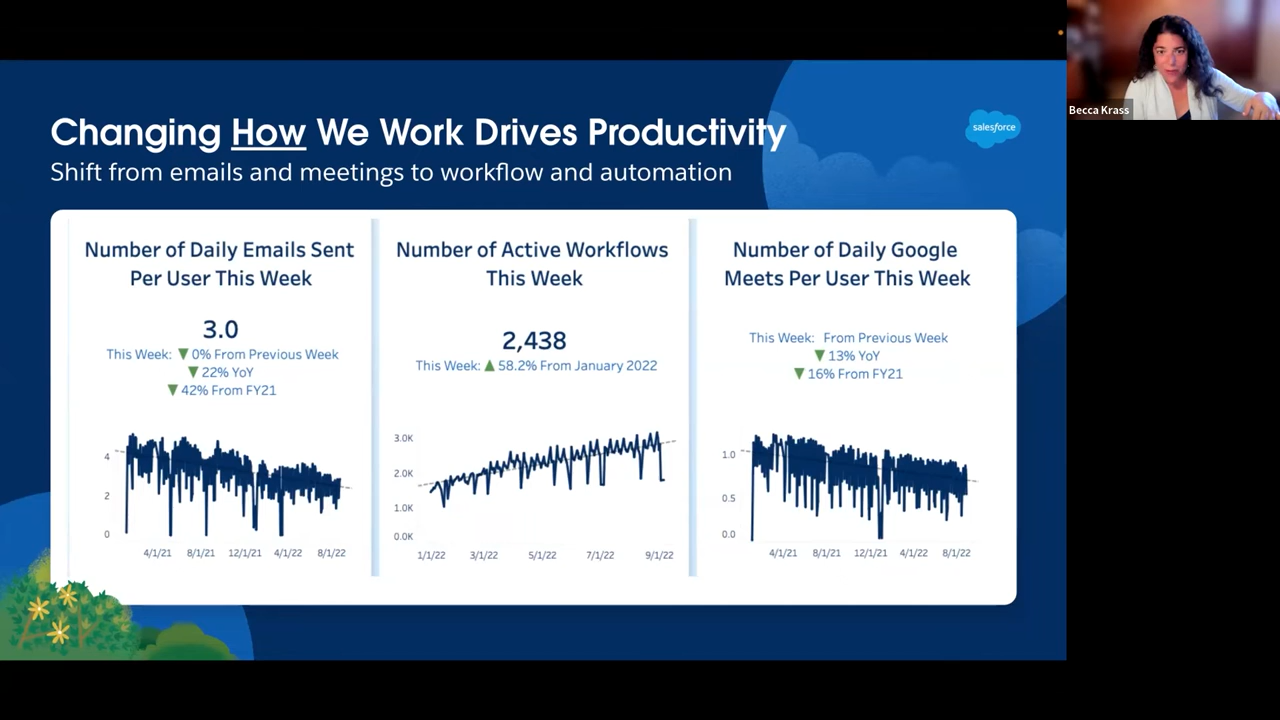 Changing How We Work Drives Productivity
Shift from emails and meetings to workflow and automation
salesforce
Becca Krass
Number of Daily Emails Sent
Per User This Week
3.0
This Week: ▼ 0% From Previous Week
▼ 22% YoY
▼ 42% From FY21
4
2
0
4/1/21 8/1/21 12/1/21 4/1/22 8/1/22
Number of Active Workflows
This Week
2,438
This Week: ▲ 58.2% From January 2022
3.0K
2.0K
1.0K
0.0K
1/1/22 3/1/22 5/1/22 7/1/22 9/1/22
Number of Daily Google
Meets Per User This Week
This Week: From Previous Week
▼ 13% YoY
▼ 16% From FY21
1.0
0.5
0.0
4/1/21 8/1/21 12/1/21 4/1/22 8/1/22